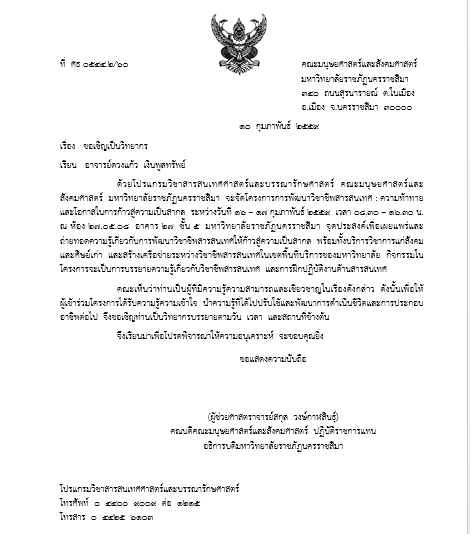 ที่ ศธ ๐๕๔๔.๒/๖๐
คณะมนุษยศาสตร์และสังคมศาสตร์
มหาวิทยาลัยราชภัฏนครราชสีมา
๓๔๐ ถนนสุรนารายณ์ ต.ในเมือง
อ.เมือง จ.นครราชสีมา ๓๐๐๐๐
๑๐ กุมภาพันธ์ ๒๕๕๙
เรื่อง ขอเชิญเป็นวิทยากร
เรียน อาจารย์ดวงแก้ว เงินพูลทรัพย์
ด้วยโปรแกรมวิชาสารสนเทศศาสตร์และบรรณารักษศาสตร์ คณะมนุษยศาสตร์และ
สังคมศาสตร์ มหาวิทยาลัยราชภัฏนครราชสีมา จะจัดโครงการการพัฒนาวิชาชีพสารสนเทศ : ความท้าทาย
และโอกาสในการก้าวสู่ความเป็นสากล ระหว่างวันที่ ๑๖ – ๑๗ กุมภาพันธ์ ๒๕๕๙ เวลา ๐๘.๓๐ – ๑๖.๓๐ น.
ณ ห้อง ๒๗.๐๕.๐๘ อาคาร ๒๗ ชั้น ๕ มหาวิทยาลัยราชภัฏนครราชสีมา จุดประสงค์เพื่อเผยแพร่และ
ถ่ายทอดความรู้เกี่ยวกับการพัฒนาวิชาชีพสารสนเทศให้ก้าวสู่ความเป็นสากล พร้อมทั้งบริการวิชาการแก่สังคม
และศิษย์เก่า และสร้างเครือข่ายระหว่างวิชาชีพสารสนเทศในเขตพื้นที่บริการของมหาวิทยาลัย กิจกรรมใน
โครงการจะเป็นการบรรยายความรู้เกี่ยวกับวิชาชีพสารสนเทศ และการฝึกปฏิบัติงานด้านสารสนเทศ
คณะเห็นว่าท่านเป็นผู้ที่มีความรู้ความสามารถและเชี่ยวชาญในเรื่องดังกล่าว ดังนั้นเพื่อให้
ผู้เข้าร่วมโครงการได้รับความรู้ความเข้าใจ นำความรู้ที่ได้ไปปรับใช้และพัฒนาการดำเนินชีวิตและการประกอบ
อาชีพต่อไป จึงขอเชิญท่านเป็นวิทยากรบรรยายตามวัน เวลา และสถานที่ข้างต้น
จึงเรียนมาเพื่อโปรดพิจารณาให้ความอนุเคราะห์ จะขอบคุณยิ่ง
ขอแสดงความนับถือ
(ผู้ช่วยศาสตราจารย์สกุล วงษ์กาฬสินธุ์)
คณบดีคณะมนุษยศาสตร์และสังคมศาสตร์ ปฏิบัติราชการแทน
อธิการบดีมหาวิทยาลัยราชภัฏนครราชสีมา
โปรแกรมวิชาสารสนเทศศาสตร์และบรรณารักษศาสตร์
โทรศัพท์ ๐ ๔๔๐๐ ๙๐๐๙ ต่อ ๑๒๑๕
โทรสาร ๐ ๔๔๒๕ ๖๑๐๓